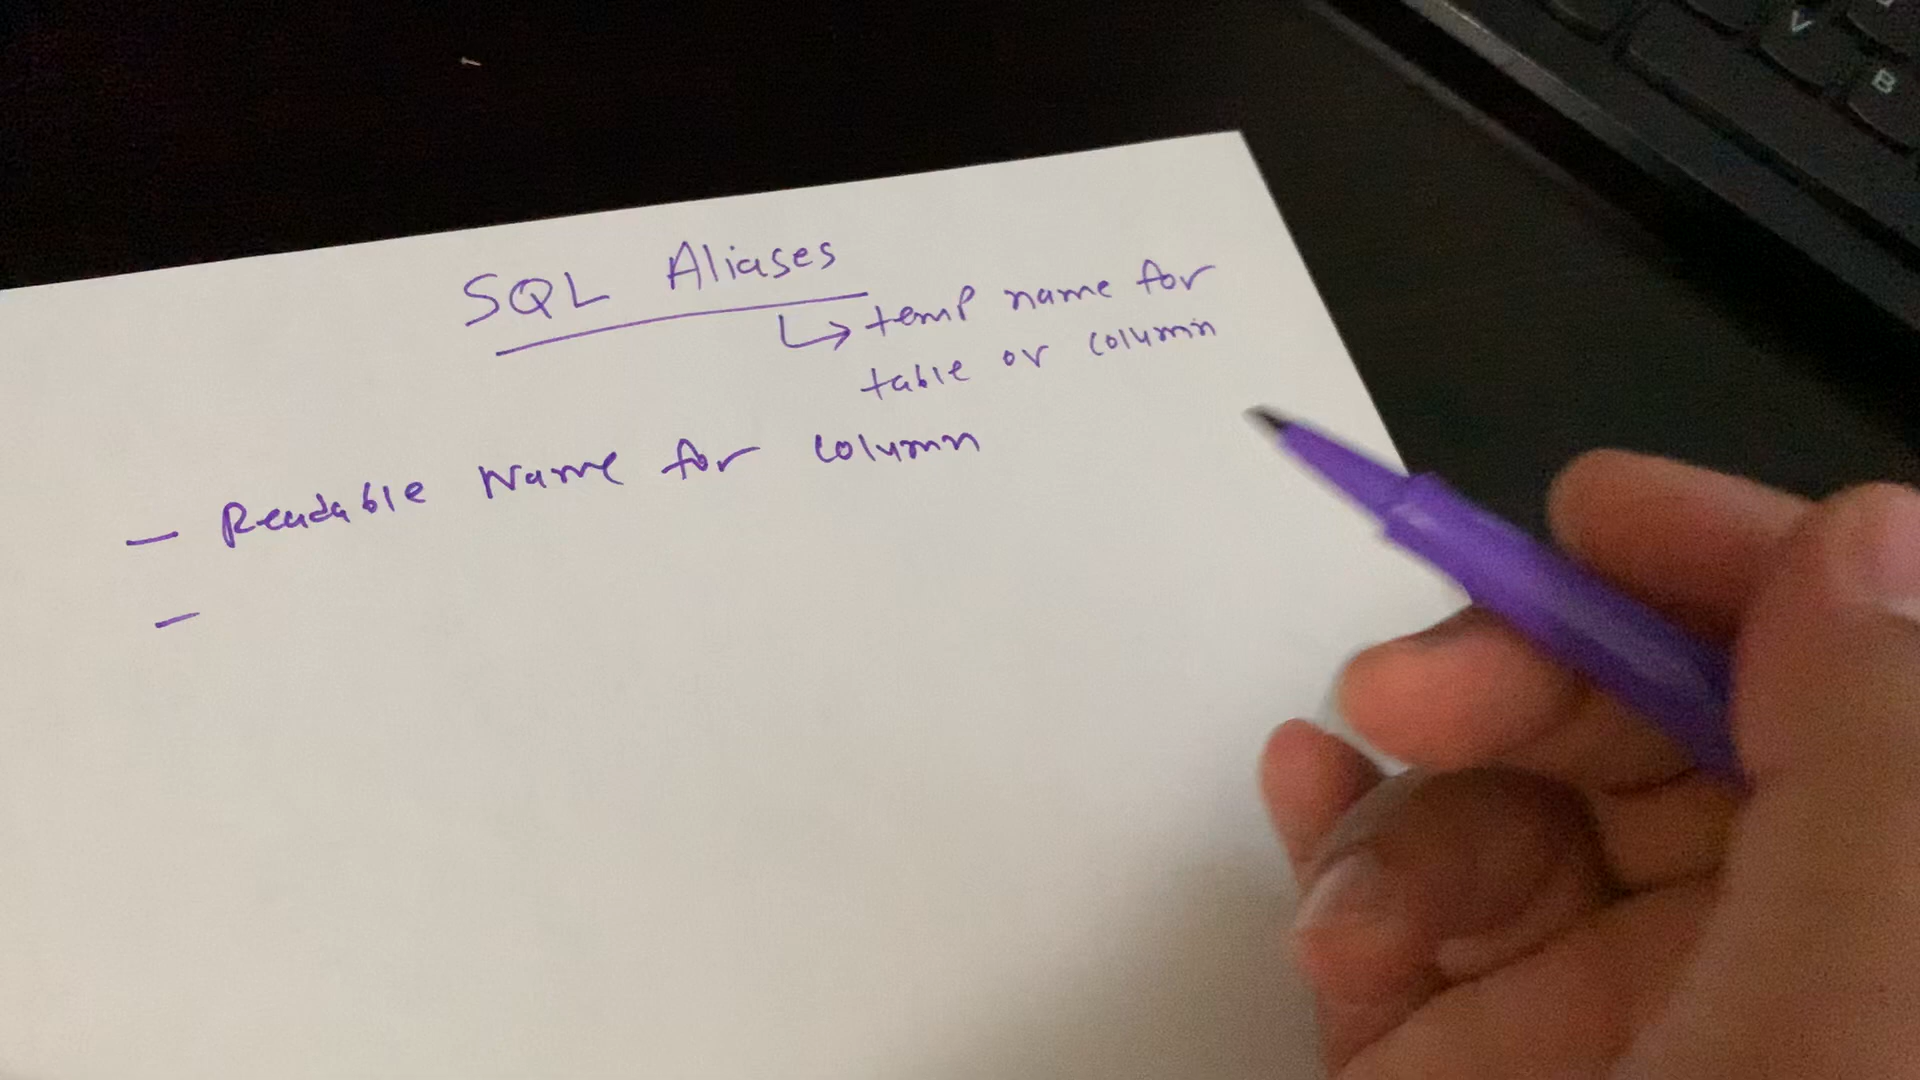 SQL Aliases
↳ temp name for
table or column
- Readable Name for column
-
V
B